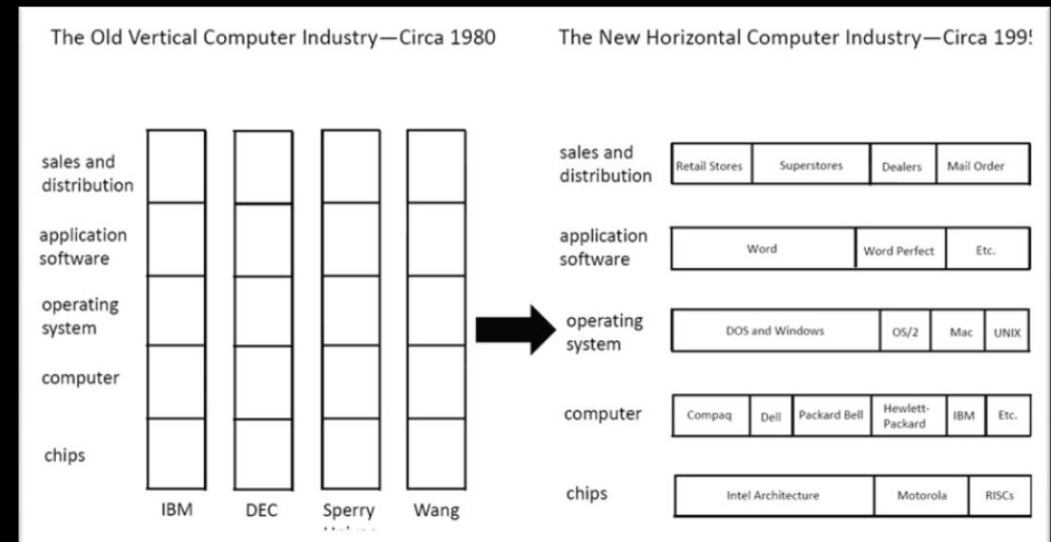 The Old Vertical Computer Industry—Circa 1980
sales and
distribution
application
software
operating
system
computer
chips
IBM DEC Sperry Wang
The New Horizontal Computer Industry—Circa 199
sales and
distribution
Retail Stores Superstores Dealers Mail Order
application
software
Word Word Perfect Etc.
operating
system
DOS and Windows OS/2 Mac UNIX
computer
Compaq Dell Packard Bell Hewlett-
Packard IBM Etc.
chips
Intel Architecture Motorola RISCs